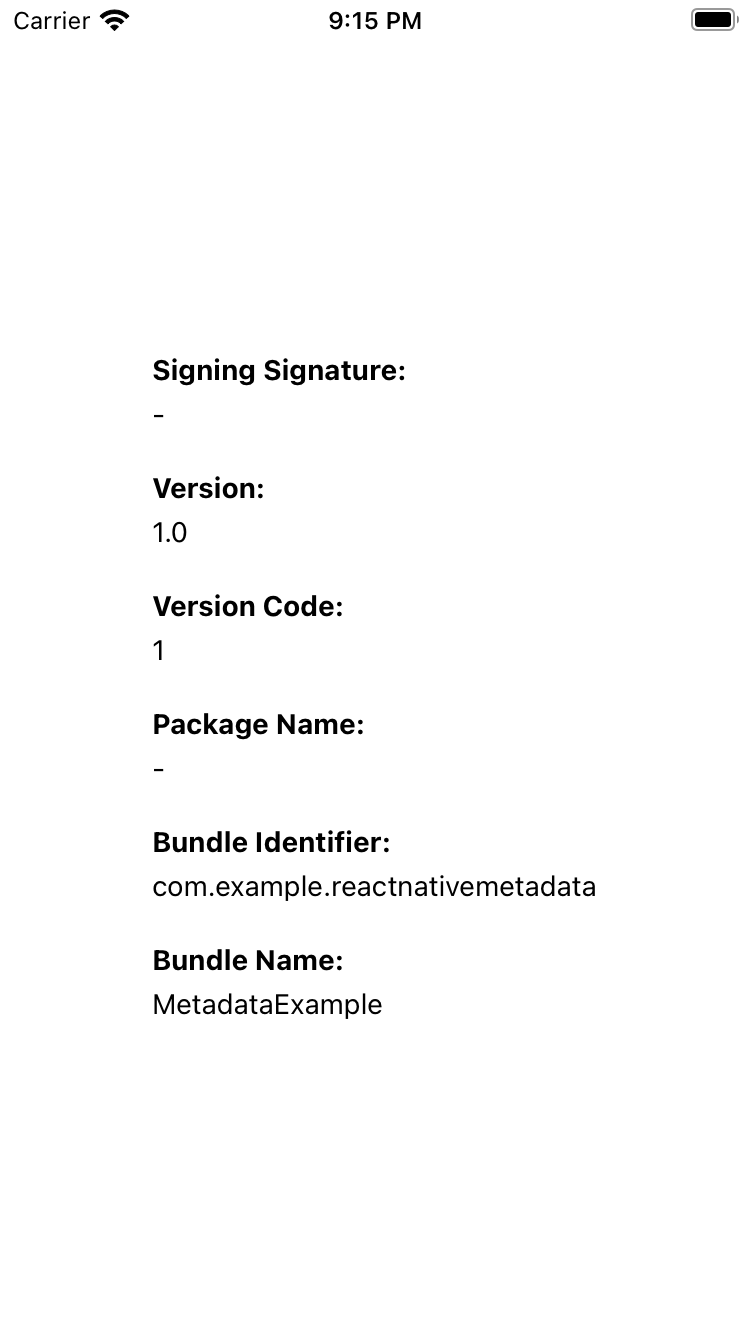 Carrier 9:15 PM
Signing Signature:
-
Version:
1.0
Version Code:
1
Package Name:
-
Bundle Identifier:
com.example.reactnativemetadata
Bundle Name:
MetadataExample